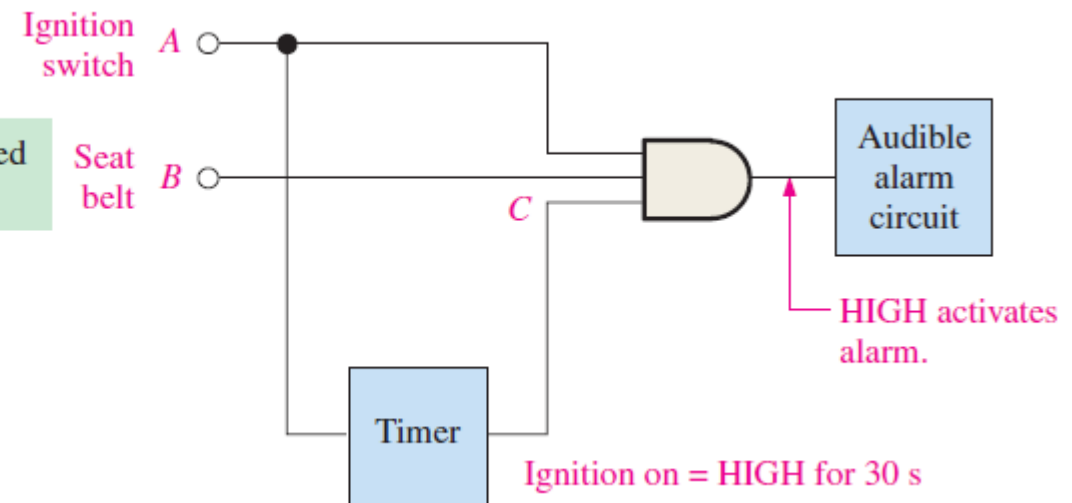 Ignition
switch
A
ed
Seat
belt
B
C
Audible
alarm
circuit
HIGH activates
alarm.
Timer
Ignition on = HIGH for 30 s